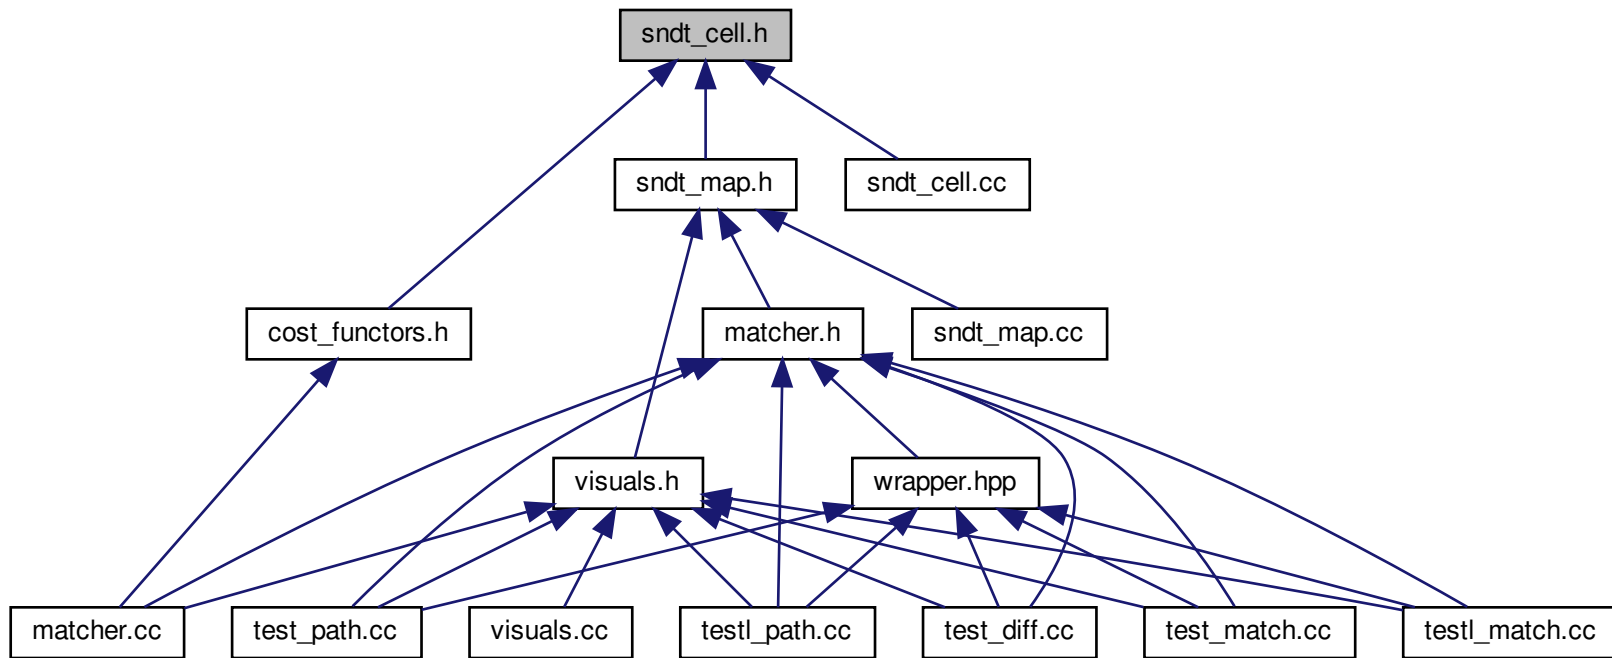 sndt_cell.h
sndt_map.h
sndt_cell.cc
cost_functors.h
matcher.h
sndt_map.cc
visuals.h
wrapper.hpp
matcher.cc
test_path.cc
visuals.cc
testl_path.cc
test_diff.cc
test_match.cc
testl_match.cc